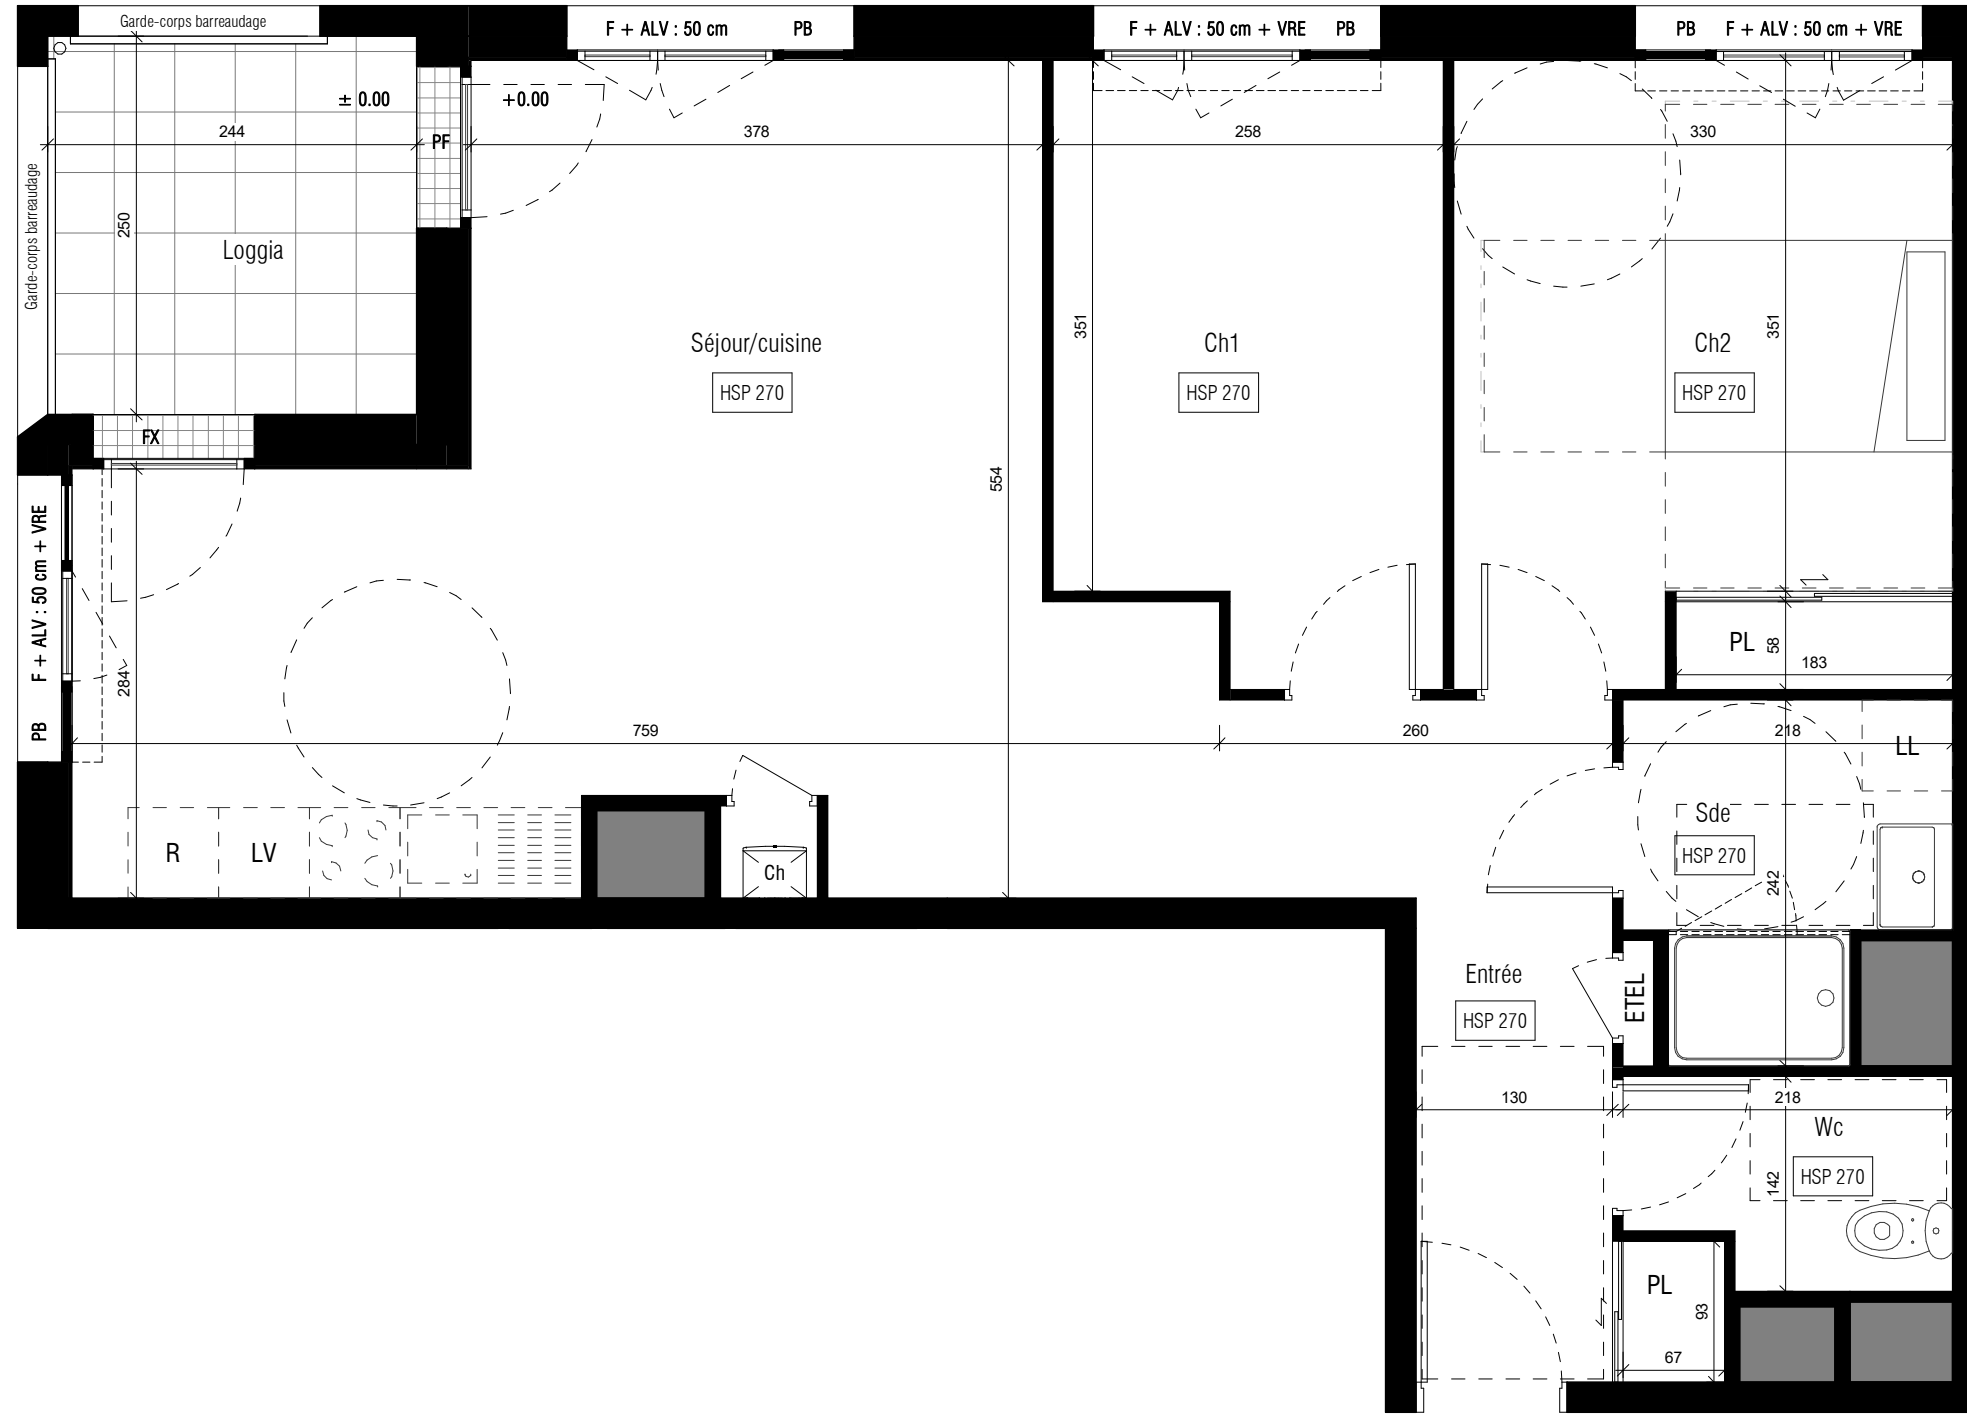 Garde-corps barreaudage
F + ALV : 50 cm
PB
F + ALV : 50 cm + VRE
PB
PB
F + ALV : 50 cm + VRE
± 0.00
+0.00
244
PF
378
258
330
Garde-corps barreaudage
250
Loggia
351
351
Séjour/cuisine
HSP 270
Ch1
HSP 270
Ch2
HSP 270
FX
554
F + ALV : 50 cm + VRE
PB
284
PL
58
183
759
260
218
LL
Sde
HSP 270
242
R
LV
Ch
Entrée
HSP 270
ETEL
130
218
Wc
HSP 270
142
PL
93
67